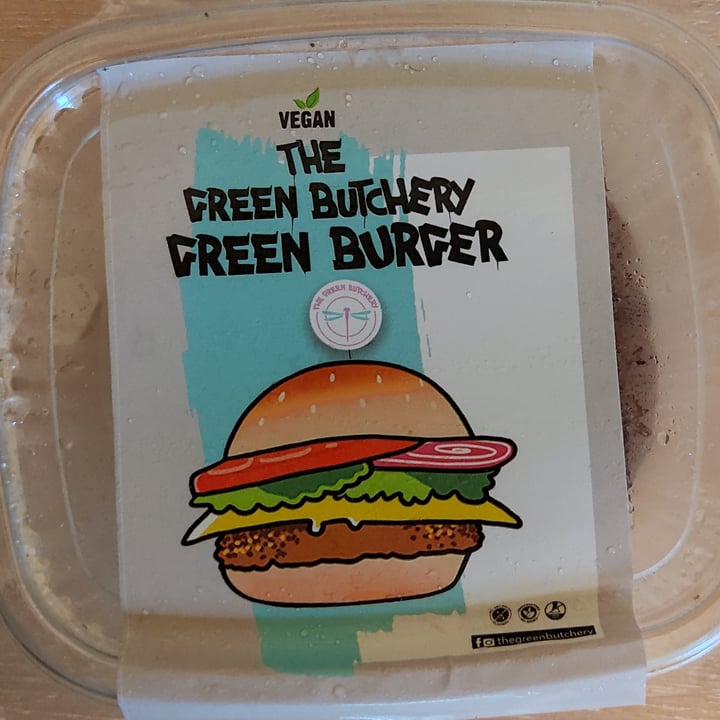 VEGAN
THE
GREEN BUTCHERY
GREEN BURGER
THE GREEN BUTCHERY
thegreenbutchery